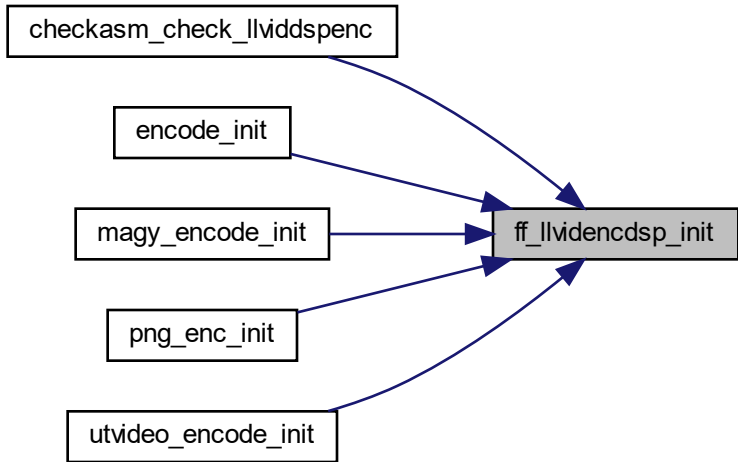 checkasm_check_llviddspenc
encode_init
magy_encode_init
ff_llvidencdsp_init
png_enc_init
utvideo_encode_init